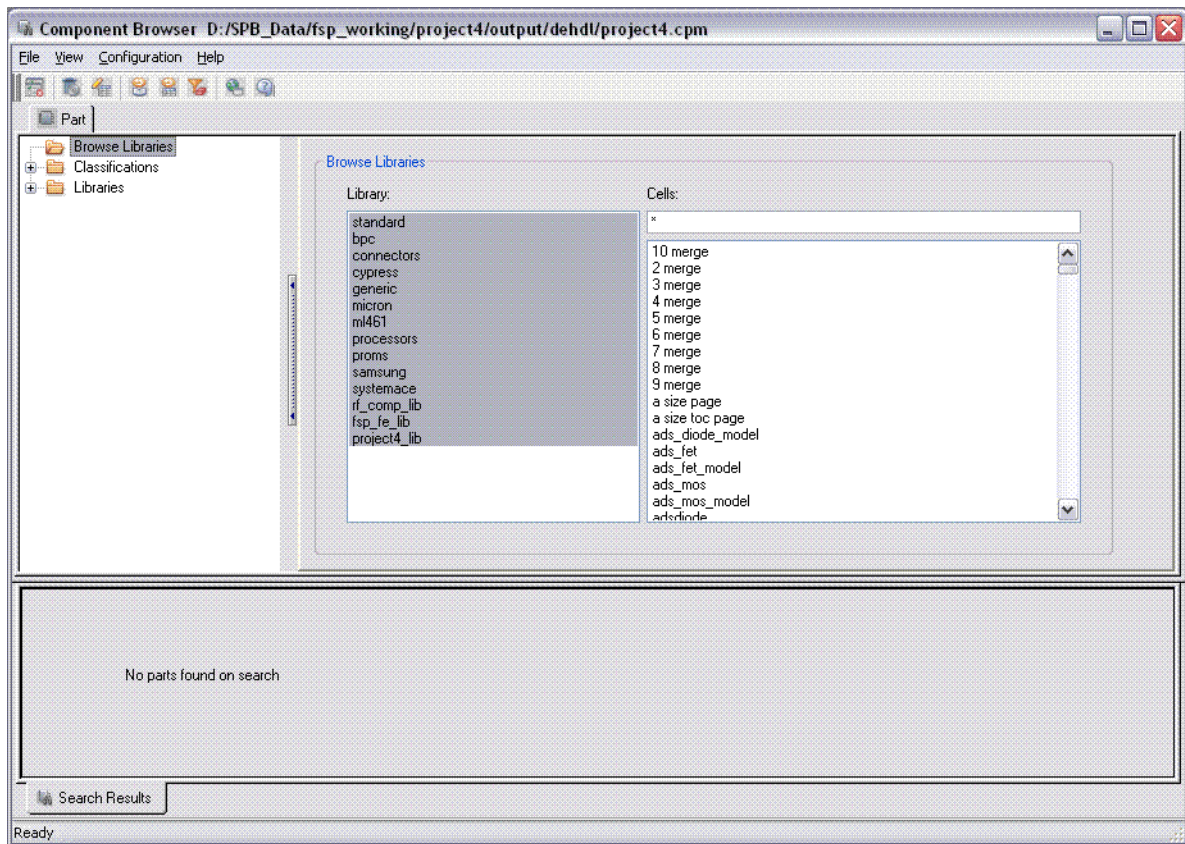 Component Browser D:/SPB_Data/fsp_working/project4/output/dehdl/project4.cpm
File View Configuration Help
Part
Browse Libraries
Classifications
Libraries
Browse Libraries
Library:
standard
bpc
connectors
cypress
generic
micron
ml461
processors
proms
samsung
systemace
rf_comp_lib
fsp_fe_lib
project4_lib
Cells:
*
10 merge
2 merge
3 merge
4 merge
5 merge
6 merge
7 merge
8 merge
9 merge
a size page
a size toc page
ads_diode_model
ads_fet
ads_fet_model
ads_mos
ads_mos_model
adsdiode
No parts found on search
Search Results
Ready